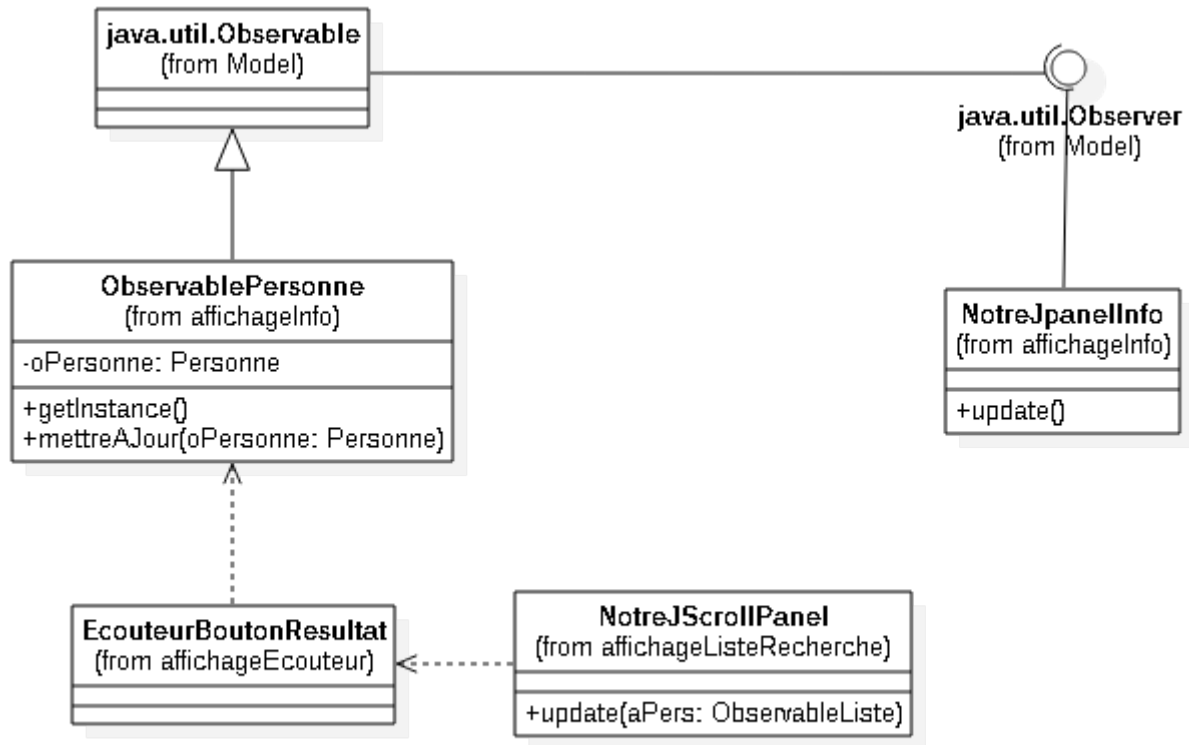 java.util.Observable
(from Model)
java.util.Observer
(from Model)
ObservablePersonne
(from affichageInfo)
-oPersonne: Personne
+getInstance()
+mettreAJour(oPersonne: Personne)
NotreJpanelInfo
(from affichageInfo)
+update()
EcouteurBoutonResultat
(from affichageEcouteur)
NotreJScrollPanel
(from affichageListeRecherche)
+update(aPers: ObservableListe)